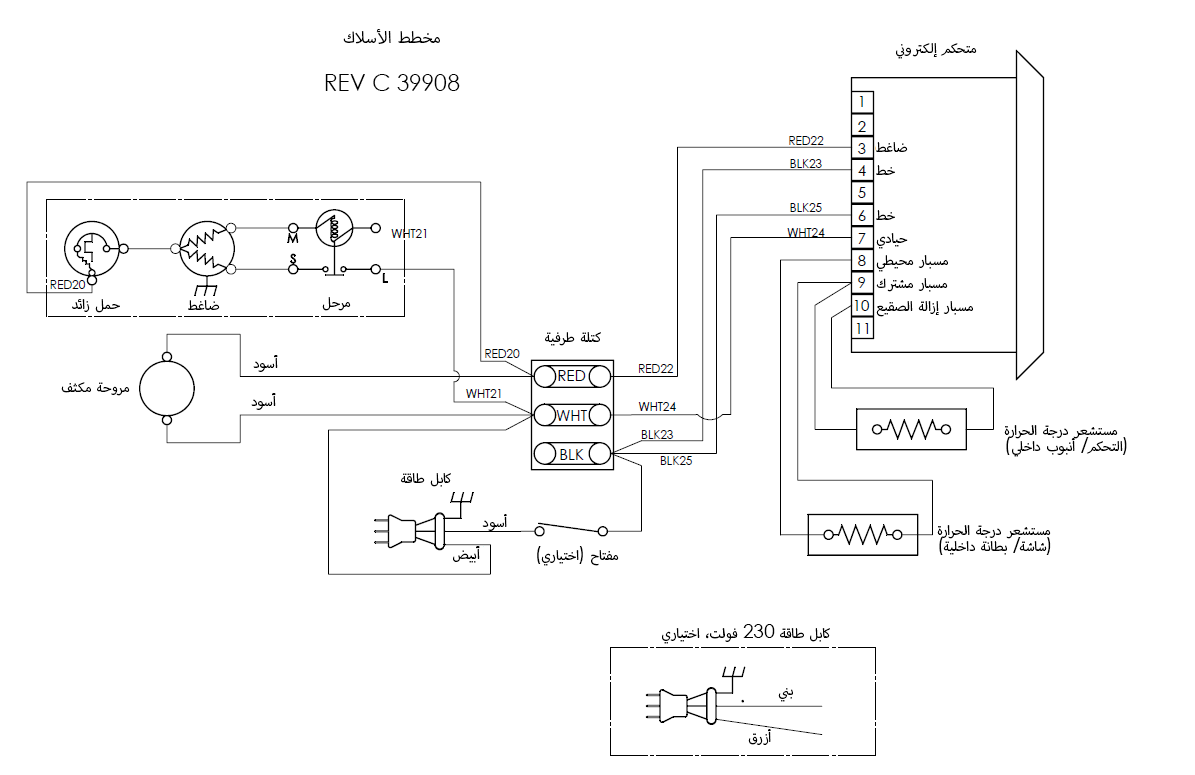 مخطط الأسلاك
REV C 39908
متحكم إلكتروني
1
2
RED22
3
ضاغط
BLK23
4
خط
5
BLK25
6
خط
WHT24
7
حيادي
8
مسبار محيطي
9
مسبار مشترك
10
مسبار إزالة الصقيع
11
WHT21
M
S
L
RED20
حمل زائد
ضاغط
مرحل
كتلة طرفية
RED20
RED
RED22
أسود
مروحة مكثف
أسود
WHT21
WHT
WHT24
BLK23
BLK
BLK25
مستشعر درجة الحرارة
(التحكم/ أنبوب داخلي)
كابل طاقة
أسود
أبيض
مفتاح (اختياري)
مستشعر درجة الحرارة
(شاشة/ بطانة داخلية)
كابل طاقة 230 فولت، اختياري
بني
أزرق